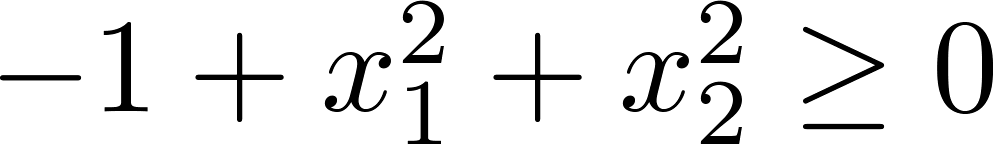 −1 + x₁² + x₂² ≥ 0